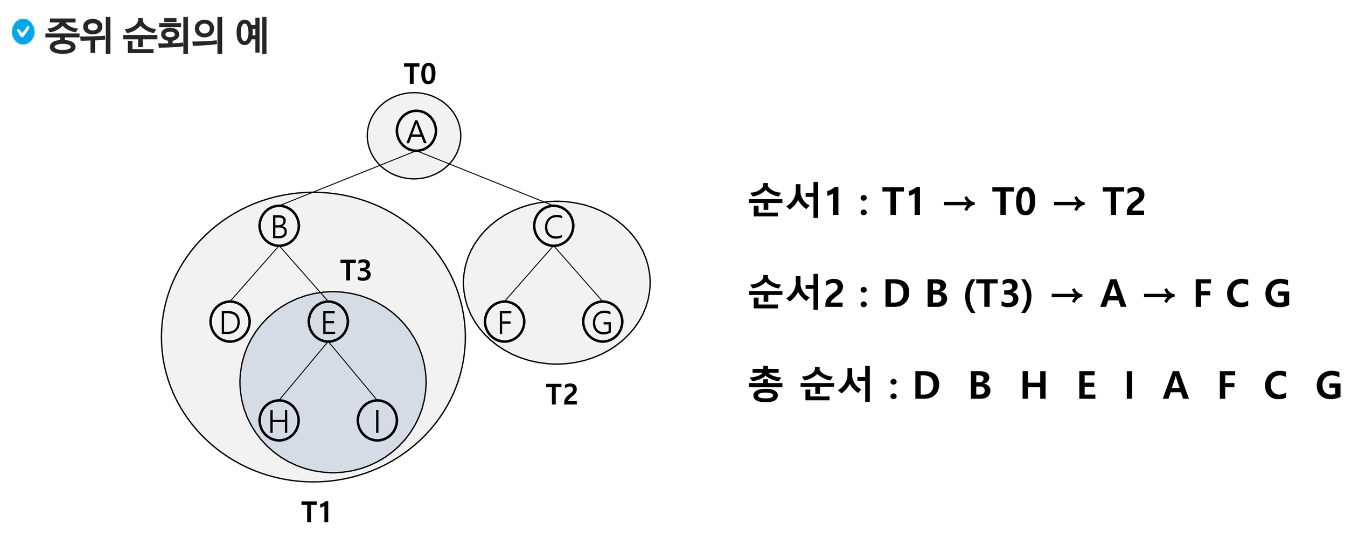 중위 순회의 예
T0
A
B
C
T3
D
E
F
G
H
I
T2
T1
순서1 : T1 → T0 → T2
순서2 : D B (T3) → A → F C G
총 순서 : D B H E I A F C G